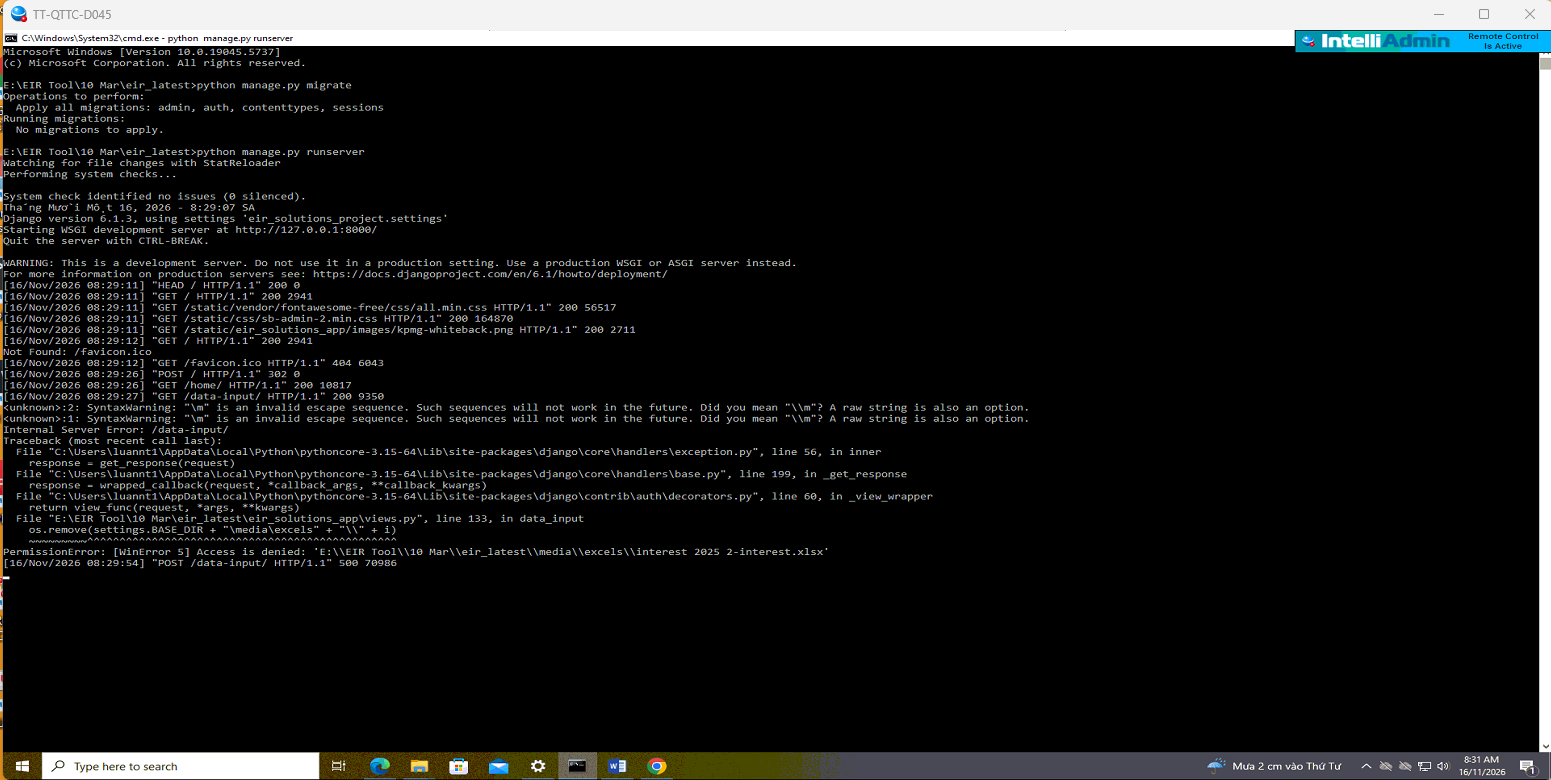 TT-QTTC-D045
C:\Windows\System32\cmd.exe - python manage.py runserver
IntelliAdmin
Remote Control
Is Active
Microsoft Windows [Version 10.0.19045.5737]
(c) Microsoft Corporation. All rights reserved.
E:\EIR Tool\10 Mar\eir_latest>python manage.py migrate
Operations to perform:
Apply all migrations: admin, auth, contenttypes, sessions
Running migrations:
No migrations to apply.
E:\EIR Tool\10 Mar\eir_latest>python manage.py runserver
Watching for file changes with StatReloader
Performing system checks...
System check identified no issues (0 silenced).
Tha´ng Mươ`i Mô₊t 16, 2026 - 8:29:07 SA
Django version 6.1.3, using settings 'eir_solutions_project.settings'
Starting WSGI development server at http://127.0.0.1:8000/
Quit the server with CTRL-BREAK.
WARNING: This is a development server. Do not use it in a production setting. Use a production WSGI or ASGI server instead.
For more information on production servers see: https://docs.djangoproject.com/en/6.1/howto/deployment/
[16/Nov/2026 08:29:11] "HEAD / HTTP/1.1" 200 0
[16/Nov/2026 08:29:11] "GET / HTTP/1.1" 200 2941
[16/Nov/2026 08:29:11] "GET /static/vendor/fontawesome-free/css/all.min.css HTTP/1.1" 200 56517
[16/Nov/2026 08:29:11] "GET /static/css/sb-admin-2.min.css HTTP/1.1" 200 164870
[16/Nov/2026 08:29:11] "GET /static/eir_solutions_app/images/kpmg-whiteback.png HTTP/1.1" 200 2711
[16/Nov/2026 08:29:12] "GET / HTTP/1.1" 200 2941
Not Found: /favicon.ico
[16/Nov/2026 08:29:12] "GET /favicon.ico HTTP/1.1" 404 6043
[16/Nov/2026 08:29:26] "POST / HTTP/1.1" 302 0
[16/Nov/2026 08:29:26] "GET /home/ HTTP/1.1" 200 10817
[16/Nov/2026 08:29:27] "GET /data-input/ HTTP/1.1" 200 9350
<unknown>:2: SyntaxWarning: "\m" is an invalid escape sequence. Such sequences will not work in the future. Did you mean "\\m"? A raw string is also an option.
<unknown>:1: SyntaxWarning: "\m" is an invalid escape sequence. Such sequences will not work in the future. Did you mean "\\m"? A raw string is also an option.
Internal Server Error: /data-input/
Traceback (most recent call last):
File "C:\Users\luannt1\AppData\Local\Python\pythoncore-3.15-64\Lib\site-packages\django\core\handlers\exception.py", line 56, in inner
response = get_response(request)
File "C:\Users\luannt1\AppData\Local\Python\pythoncore-3.15-64\Lib\site-packages\django\core\handlers\base.py", line 199, in _get_response
response = wrapped_callback(request, *callback_args, **callback_kwargs)
File "C:\Users\luannt1\AppData\Local\Python\pythoncore-3.15-64\Lib\site-packages\django\contrib\auth\decorators.py", line 60, in _view_wrapper
return view_func(request, *args, **kwargs)
File "E:\EIR Tool\10 Mar\eir_latest\eir_solutions_app\views.py", line 133, in data_input
os.remove(settings.BASE_DIR + "\media\excels" + "\\" + i)
~~~~~~~~~^^^^^^^^^^^^^^^^^^^^^^^^^^^^^^^^^^^^^^^^^^^^^^^^
PermissionError: [WinError 5] Access is denied: 'E:\\EIR Tool\\10 Mar\\eir_latest\\media\\excels\\interest 2025 2-interest.xlsx'
[16/Nov/2026 08:29:54] "POST /data-input/ HTTP/1.1" 500 70986
Type here to search
Mưa 2 cm vào Thứ Tư
8:31 AM
16/11/2026
1